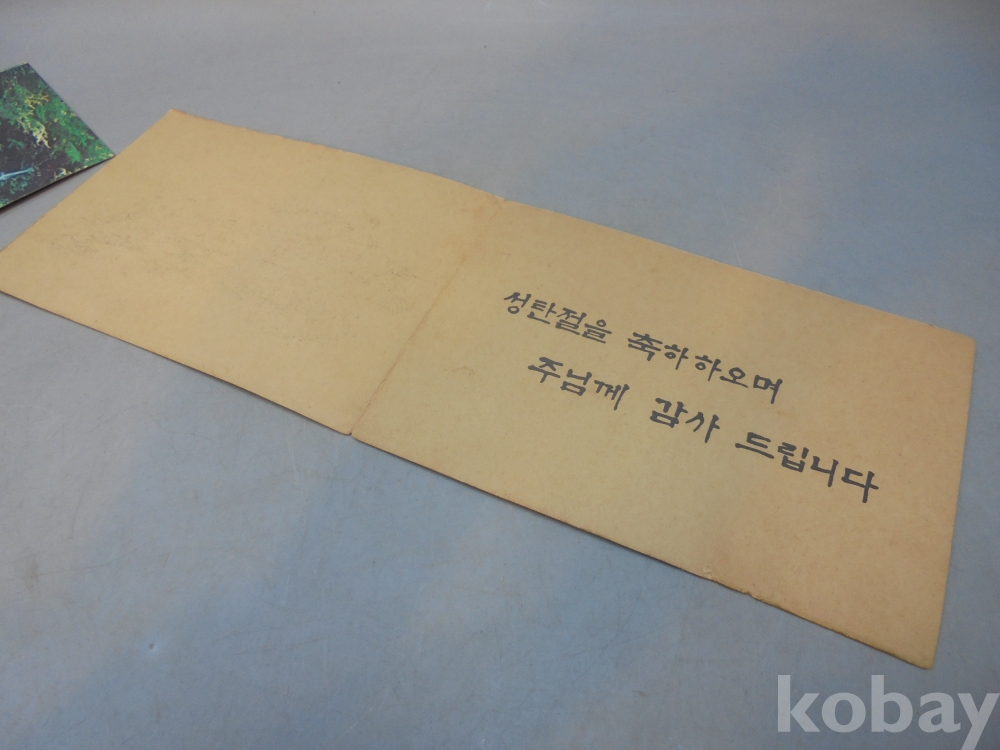 성탄절을 축하하오며
주님께 감사 드립니다
kobay